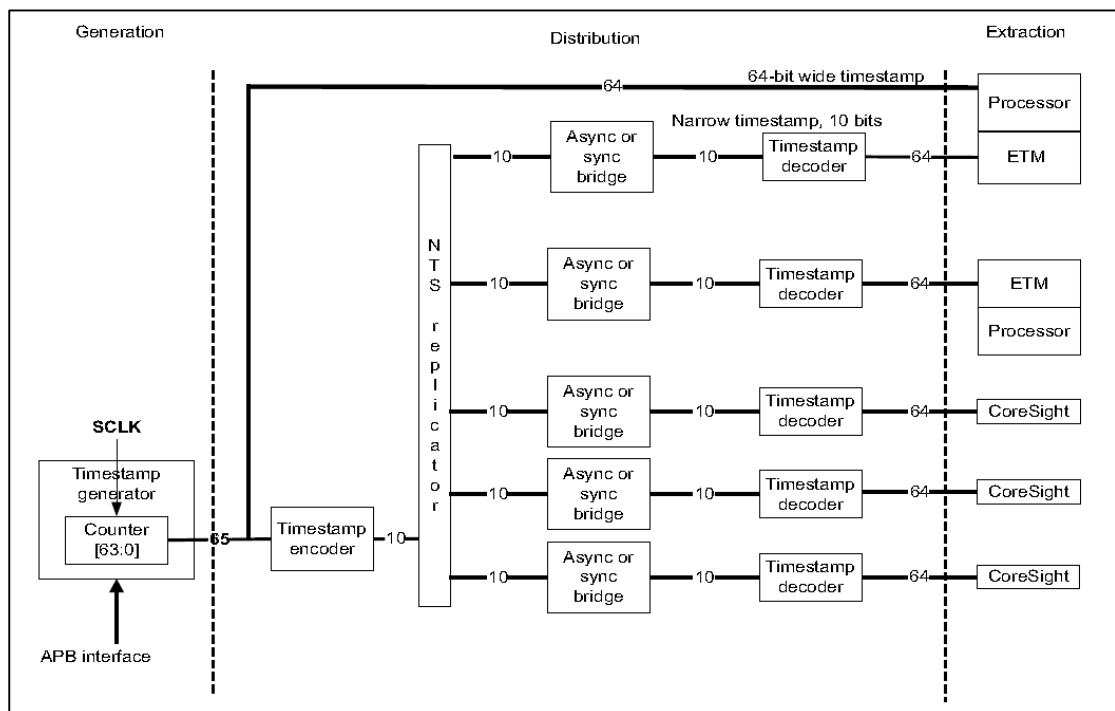 Generation
Distribution
Extraction
64
64-bit wide timestamp
Processor
Narrow timestamp, 10 bits
10
Async or
sync
bridge
10
Timestamp
decoder
64
ETM
NTS replicator
10
Async or
sync
bridge
10
Timestamp
decoder
64
ETM
Processor
10
Async or
sync
bridge
10
Timestamp
decoder
64
CoreSight
SCLK
Timestamp
generator
Counter
[63:0]
65
Timestamp
encoder
10
10
Async or
sync
bridge
10
Timestamp
decoder
64
CoreSight
10
Async or
sync
bridge
10
Timestamp
decoder
64
CoreSight
APB interface